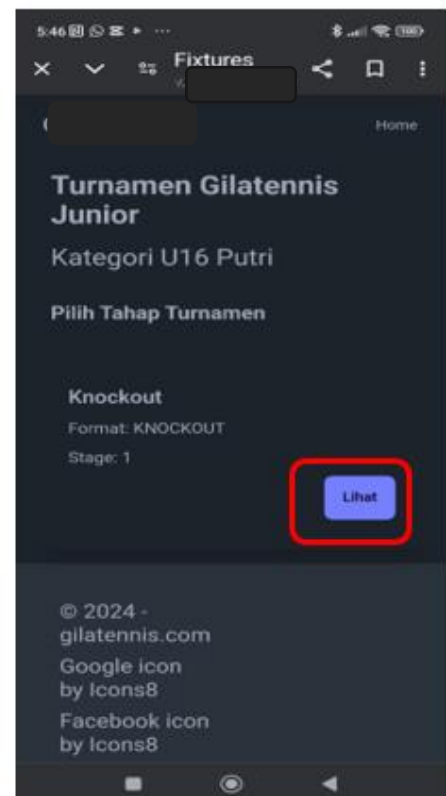 5:46
Fixtures
Home
Turnamen Gilatennis
Junior
Kategori U16 Putri
Pilih Tahap Turnamen
Knockout
Format: KNOCKOUT
Stage: 1
Lihat
© 2024 -
gilatennis.com
Google icon
by Icons8
Facebook icon
by Icons8